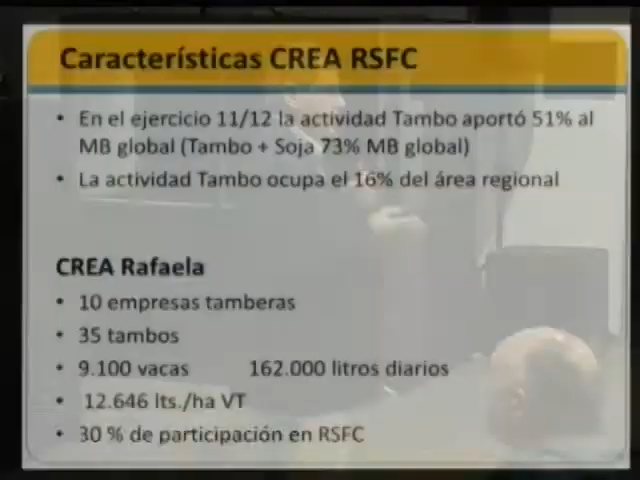 Características CREA RSFC
• En el ejercicio 11/12 la actividad Tambo aportó 51% al
MB global (Tambo + Soja 73% MB global)
• La actividad Tambo ocupa el 16% del área regional
CREA Rafaela
• 10 empresas tamberas
• 35 tambos
• 9.100 vacas 162.000 litros diarios
• 12.646 lts./ha VT
• 30 % de participación en RSFC